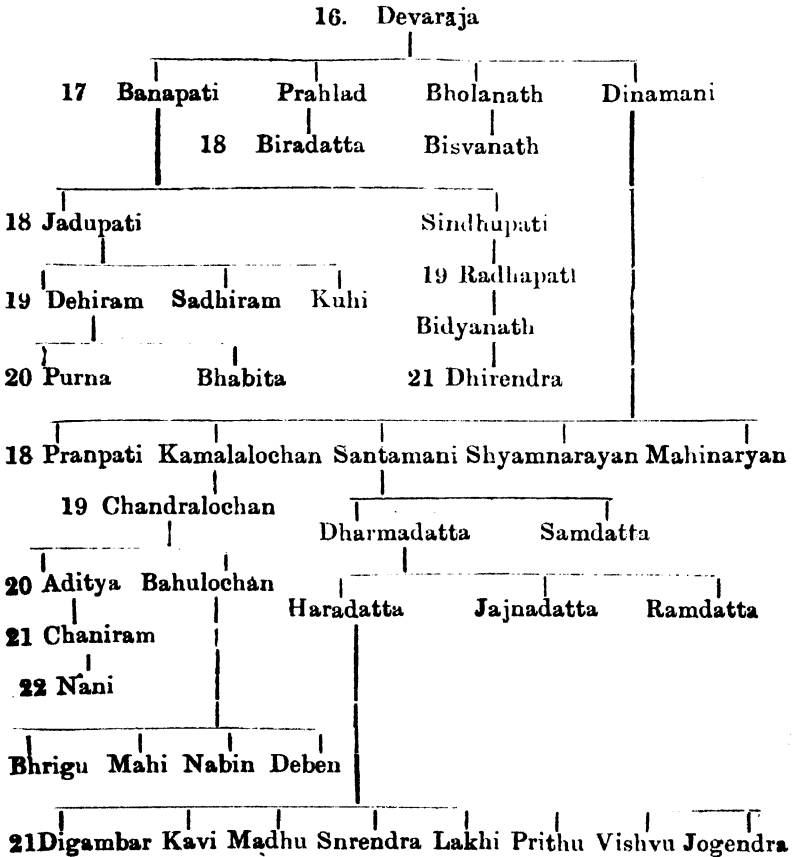 16. Devaraja
17 Banapati Prahlad Bholanath Dinamani
18 Biradatta Bisvanath
18 Jadupati Sindhupati
19 Radhapati
19 Dehiram Sadhiram Kuhi
Bidyanath
20 Purna Bhabita 21 Dhirendra
18 Pranpati Kamalalochan Santamani Shyamnarayan Mahinaryan
19 Chandralochan
Dharmadatta Samdatta
20 Aditya Bahulochan
Haradatta Jajnadatta Ramdatta
21 Chaniram
22 Nani
Bhrigu Mahi Nabin Deben
21 Digambar Kavi Madhu Snrendra Lakhi Prithu Vishvu Jogendra